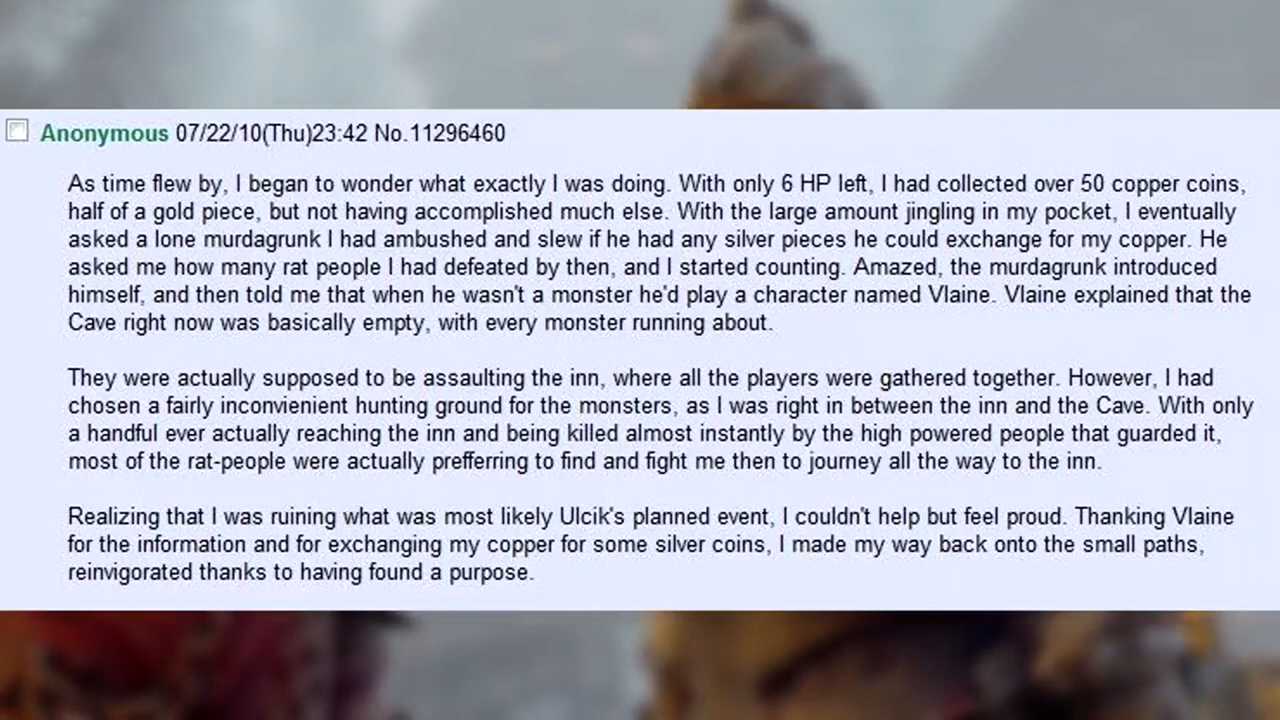 Anonymous 07/22/10(Thu)23:42 No.11296460
As time flew by, I began to wonder what exactly I was doing. With only 6 HP left, I had collected over 50 copper coins,
half of a gold piece, but not having accomplished much else. With the large amount jingling in my pocket, I eventually
asked a lone murdagrunk I had ambushed and slew if he had any silver pieces he could exchange for my copper. He
asked me how many rat people I had defeated by then, and I started counting. Amazed, the murdagrunk introduced
himself, and then told me that when he wasn't a monster he'd play a character named Vlaine. Vlaine explained that the
Cave right now was basically empty, with every monster running about.
They were actually supposed to be assaulting the inn, where all the players were gathered together. However, I had
chosen a fairly inconvienient hunting ground for the monsters, as I was right in between the inn and the Cave. With only
a handful ever actually reaching the inn and being killed almost instantly by the high powered people that guarded it,
most of the rat-people were actually prefferring to find and fight me then to journey all the way to the inn.
Realizing that I was ruining what was most likely Ulcik's planned event, I couldn't help but feel proud. Thanking Vlaine
for the information and for exchanging my copper for some silver coins, I made my way back onto the small paths,
reinvigorated thanks to having found a purpose.